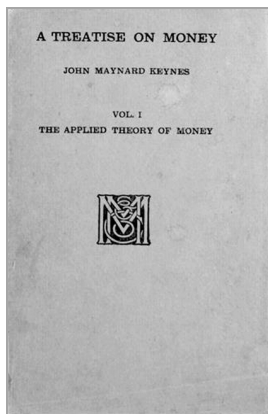 A TREATISE ON MONEY
JOHN MAYNARD KEYNES
VOL. I
THE APPLIED THEORY OF MONEY